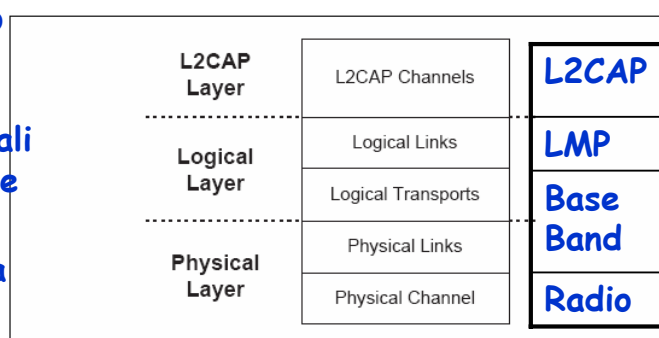 L2CAP
Layer
L2CAP Channels
L2CAP
Logical
Layer
Logical Links
Logical Transports
LMP
Base
Band
Physical
Layer
Physical Links
Physical Channel
Radio
ali
e
a